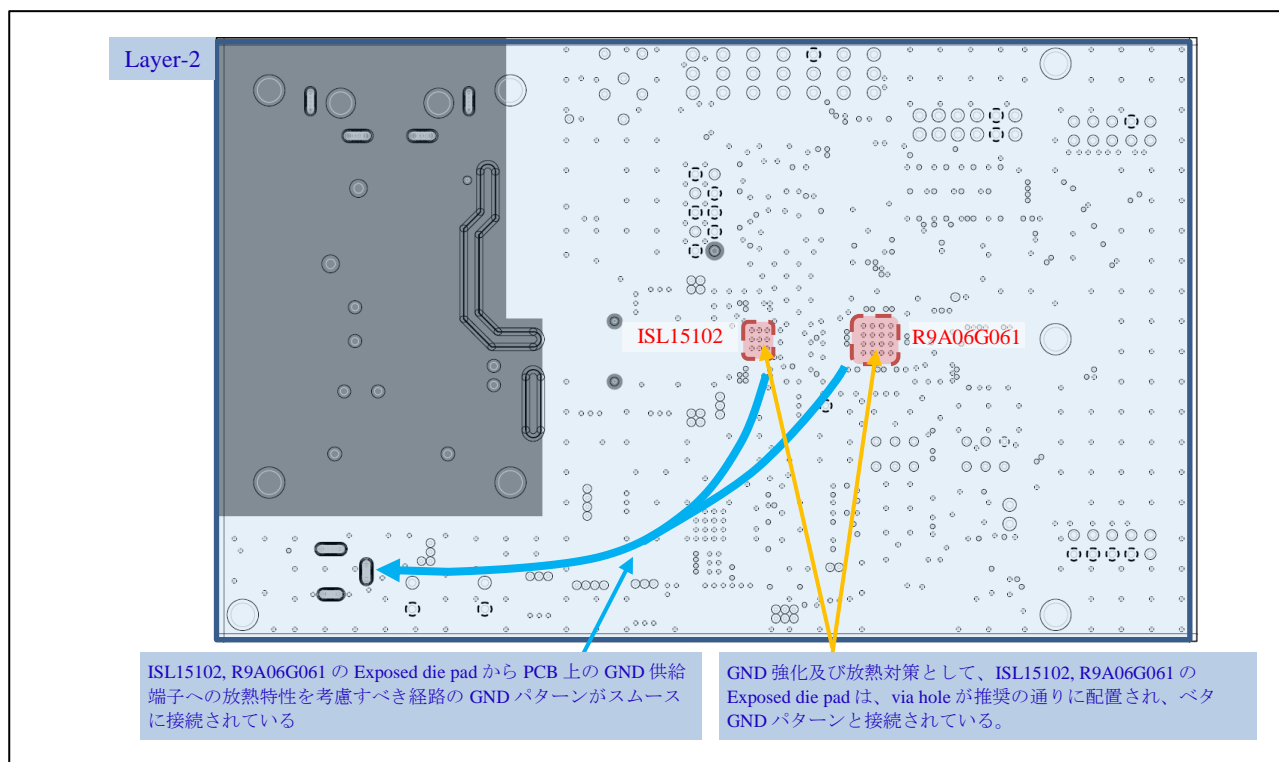 Layer-2
ISL15102
R9A06G061
ISL15102, R9A06G061 の Exposed die pad から PCB 上の GND 供給
端子への放熱特性を考慮すべき経路の GND パターンがスムース
に接続されている
GND 強化及び放熱対策として、ISL15102, R9A06G061 の
Exposed die pad は、via hole が推奨の通りに配置され、ベタ
GND パターンと接続されている。